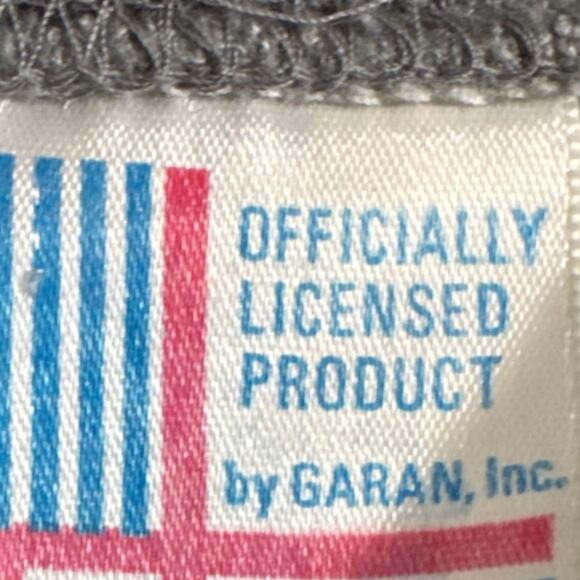 OFFICIALLY
LICENSED
PRODUCT
by GARAN, Inc.